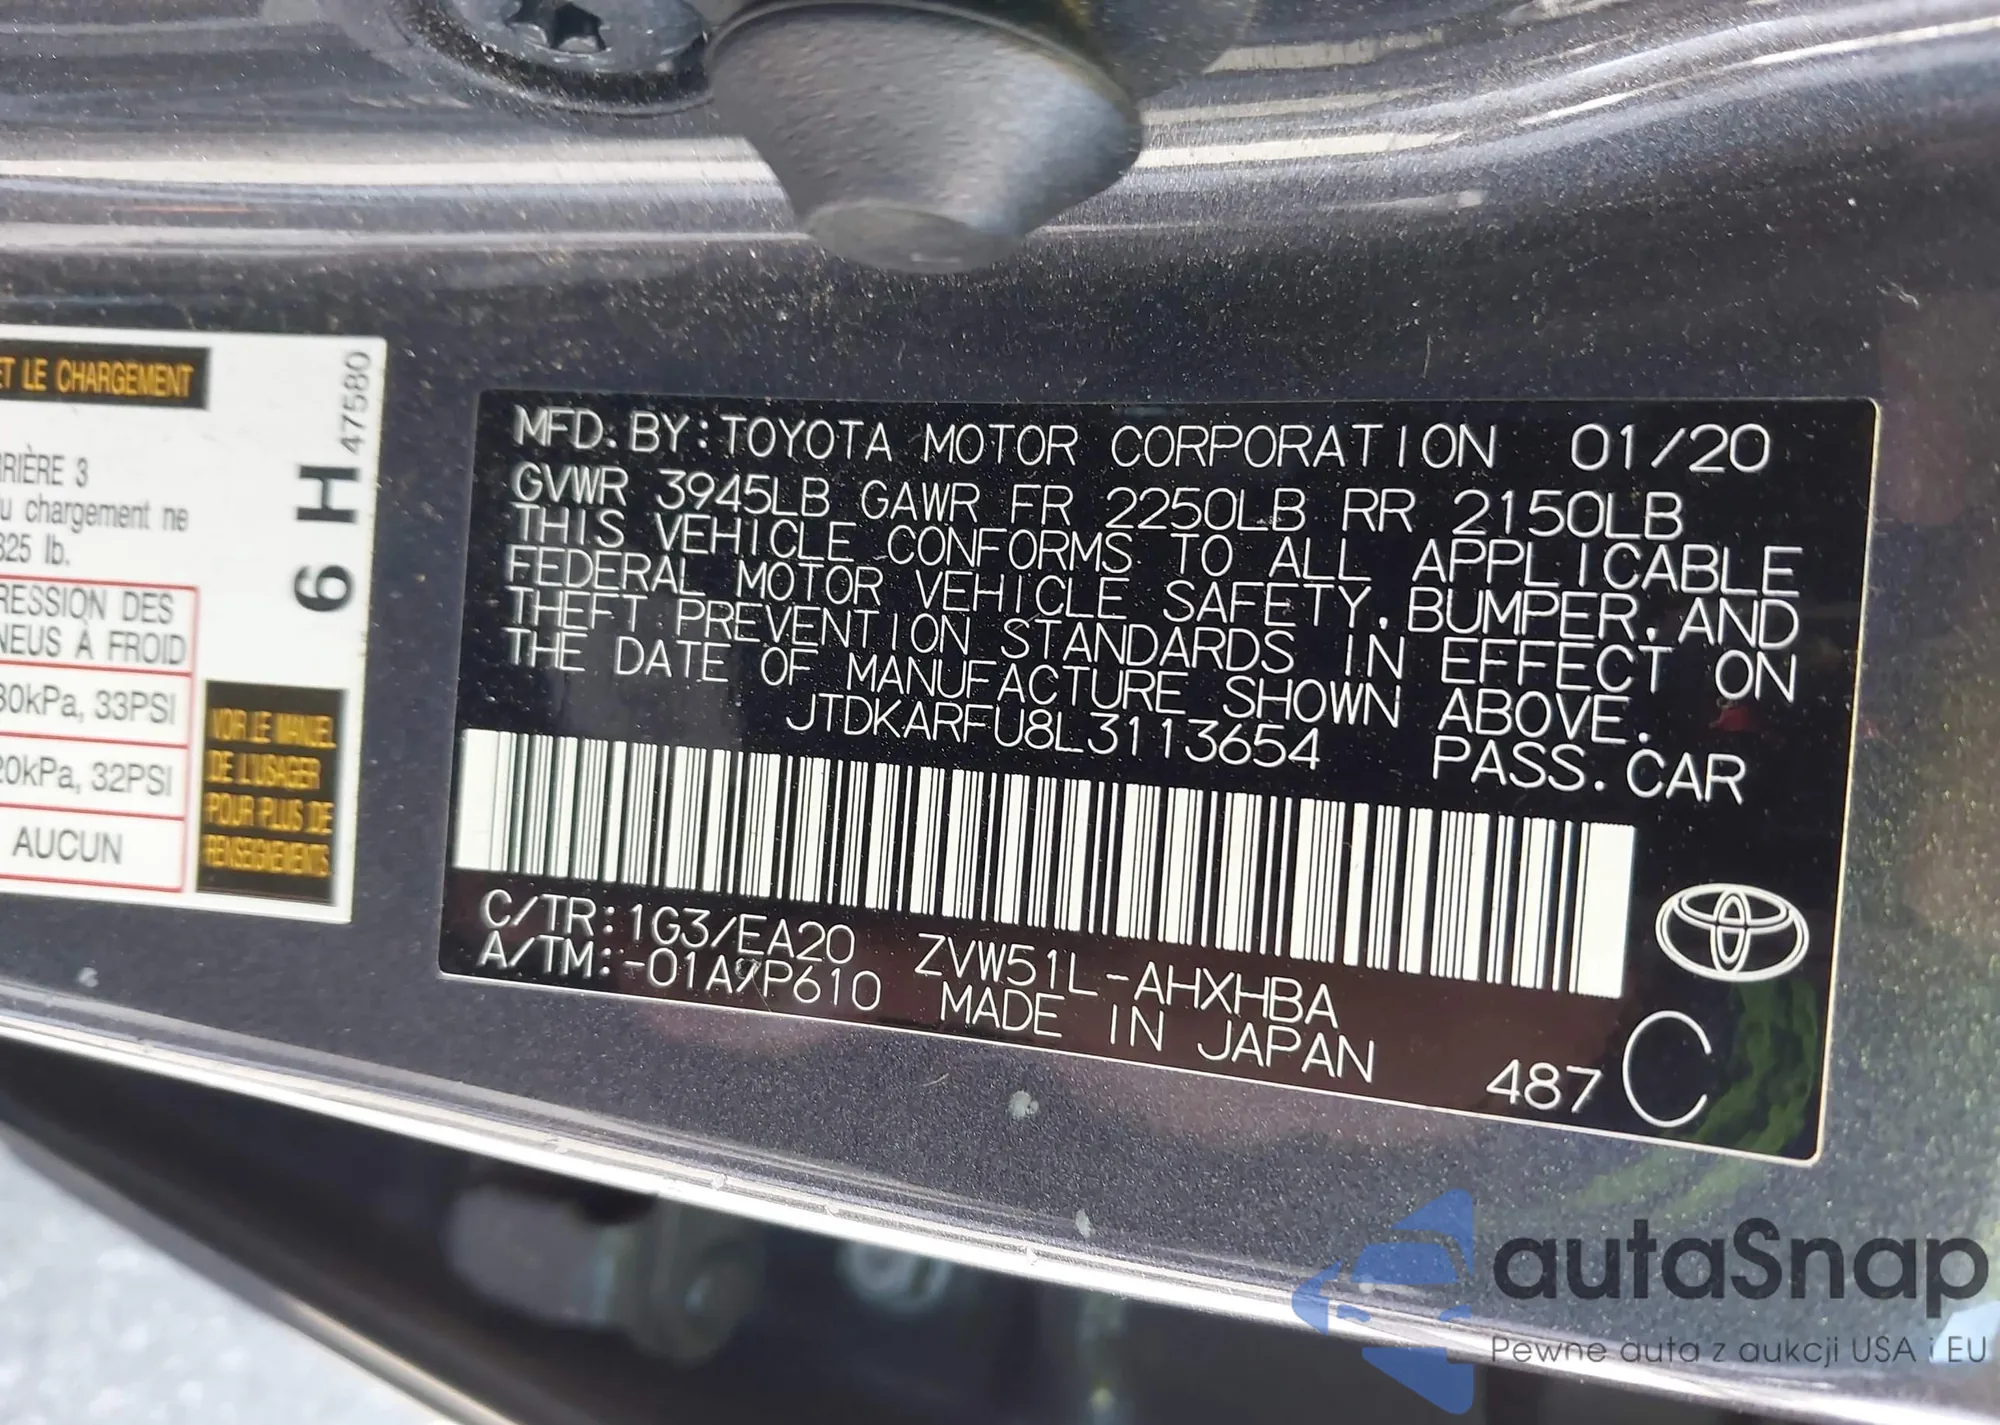 ET LE CHARGEMENT
47580
6 H
RIÈRE 3
u chargement ne
825 lb.
RESSION DES
NEUS À FROID
30kPa, 33PSI
20kPa, 32PSI
AUCUN
VOIR LE MANUEL
DE L'USAGER
POUR PLUS DE
RENSEIGNEMENTS
MFD. BY: TOYOTA MOTOR CORPORATION 01/20
GVWR 3945LB GAWR FR 2250LB RR 2150LB
THIS VEHICLE CONFORMS TO ALL APPLICABLE
FEDERAL MOTOR VEHICLE SAFETY, BUMPER, AND
THEFT PREVENTION STANDARDS IN EFFECT ON
THE DATE OF MANUFACTURE SHOWN ABOVE.
JTDKARFU8L3113654 PASS. CAR
C/TR: 1G3/EA20 ZVW51L-AHXHBA
A/TM: -01A/P610 MADE IN JAPAN
487 C
autaSnap
Pewne auta z aukcji USA i EU